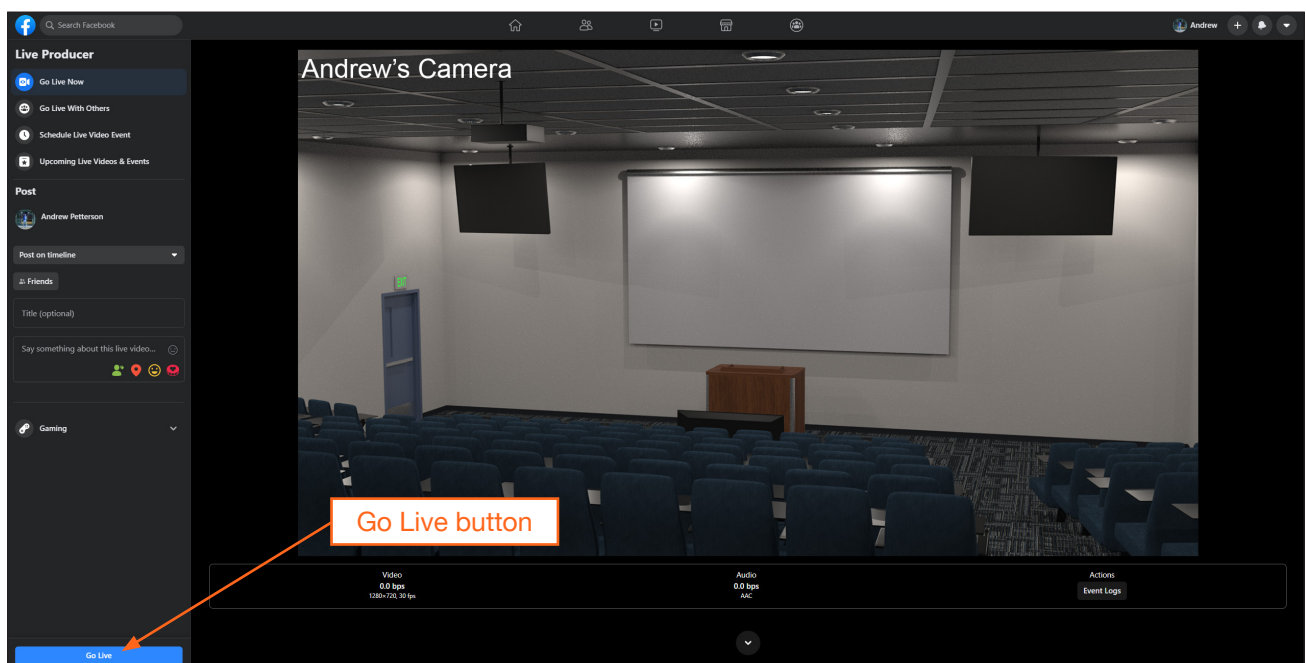 Search Facebook
Andrew
Live Producer
Go Live Now
Go Live With Others
Schedule Live Video Event
Upcoming Live Videos & Events
Post
Andrew Petterson
Post on timeline
Friends
Title (optional)
Say something about this live video...
Gaming
Go Live
Andrew's Camera
EXIT
Go Live button
Video
0.0 bps
1280×720, 30 fps
Audio
0.0 bps
AAC
Actions
Event Logs